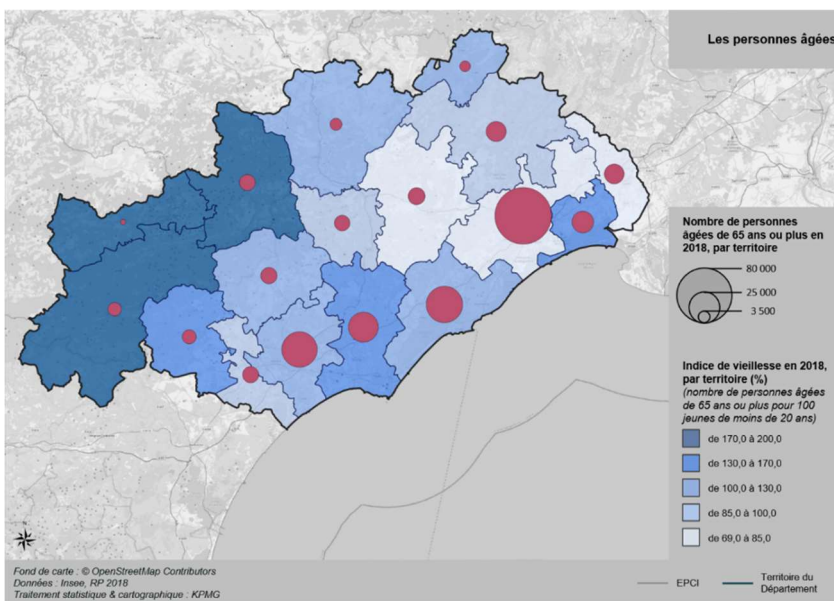 Les personnes âgées
Nombre de personnes
âgées de 65 ans ou plus en
2018, par territoire
80 000
25 000
3 500
Indice de vieillesse en 2018,
par territoire (%)
(nombre de personnes âgées
de 65 ans ou plus pour 100
jeunes de moins de 20 ans)
de 170,0 à 200,0
de 130,0 à 170,0
de 100,0 à 130,0
de 85,0 à 100,0
de 69,0 à 85,0
Fond de carte : © OpenStreetMap Contributors
Données : Insee, RP 2018
Traitement statistique & cartographique : KPMG
EPCI
Territoire du
Département